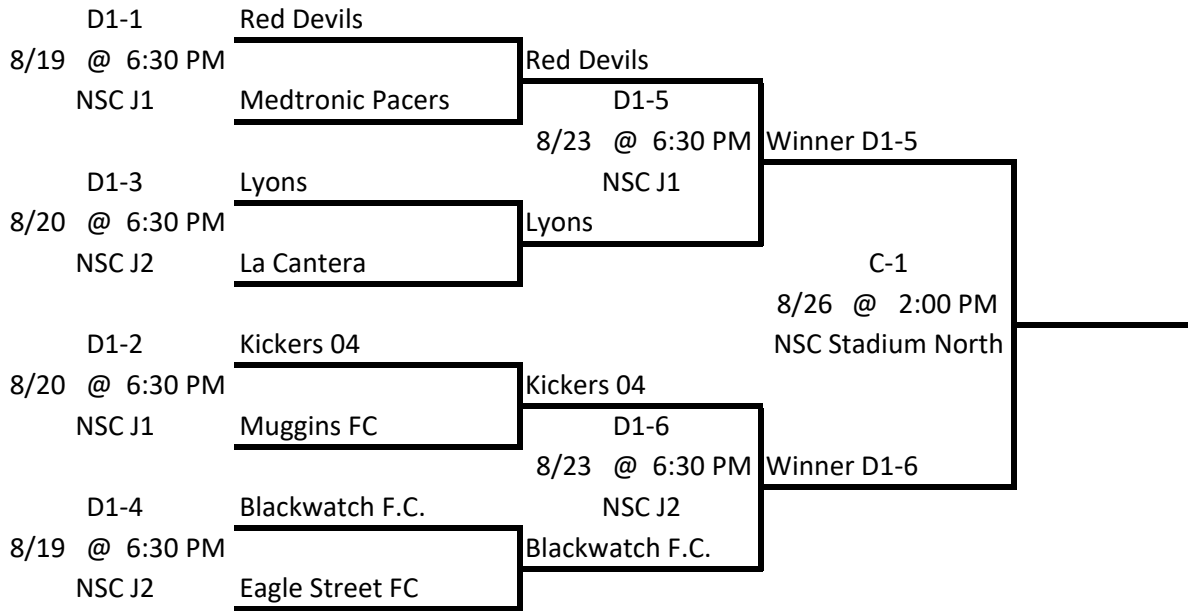 D1-1 Red Devils
8/19 @ 6:30 PM Red Devils
NSC J1 Medtronic Pacers D1-5
8/23 @ 6:30 PM Winner D1-5
D1-3 Lyons NSC J1
8/20 @ 6:30 PM Lyons
NSC J2 La Cantera C-1
8/26 @ 2:00 PM
D1-2 Kickers 04 NSC Stadium North
8/20 @ 6:30 PM Kickers 04
NSC J1 Muggins FC D1-6
8/23 @ 6:30 PM Winner D1-6
D1-4 Blackwatch F.C. NSC J2
8/19 @ 6:30 PM Blackwatch F.C.
NSC J2 Eagle Street FC